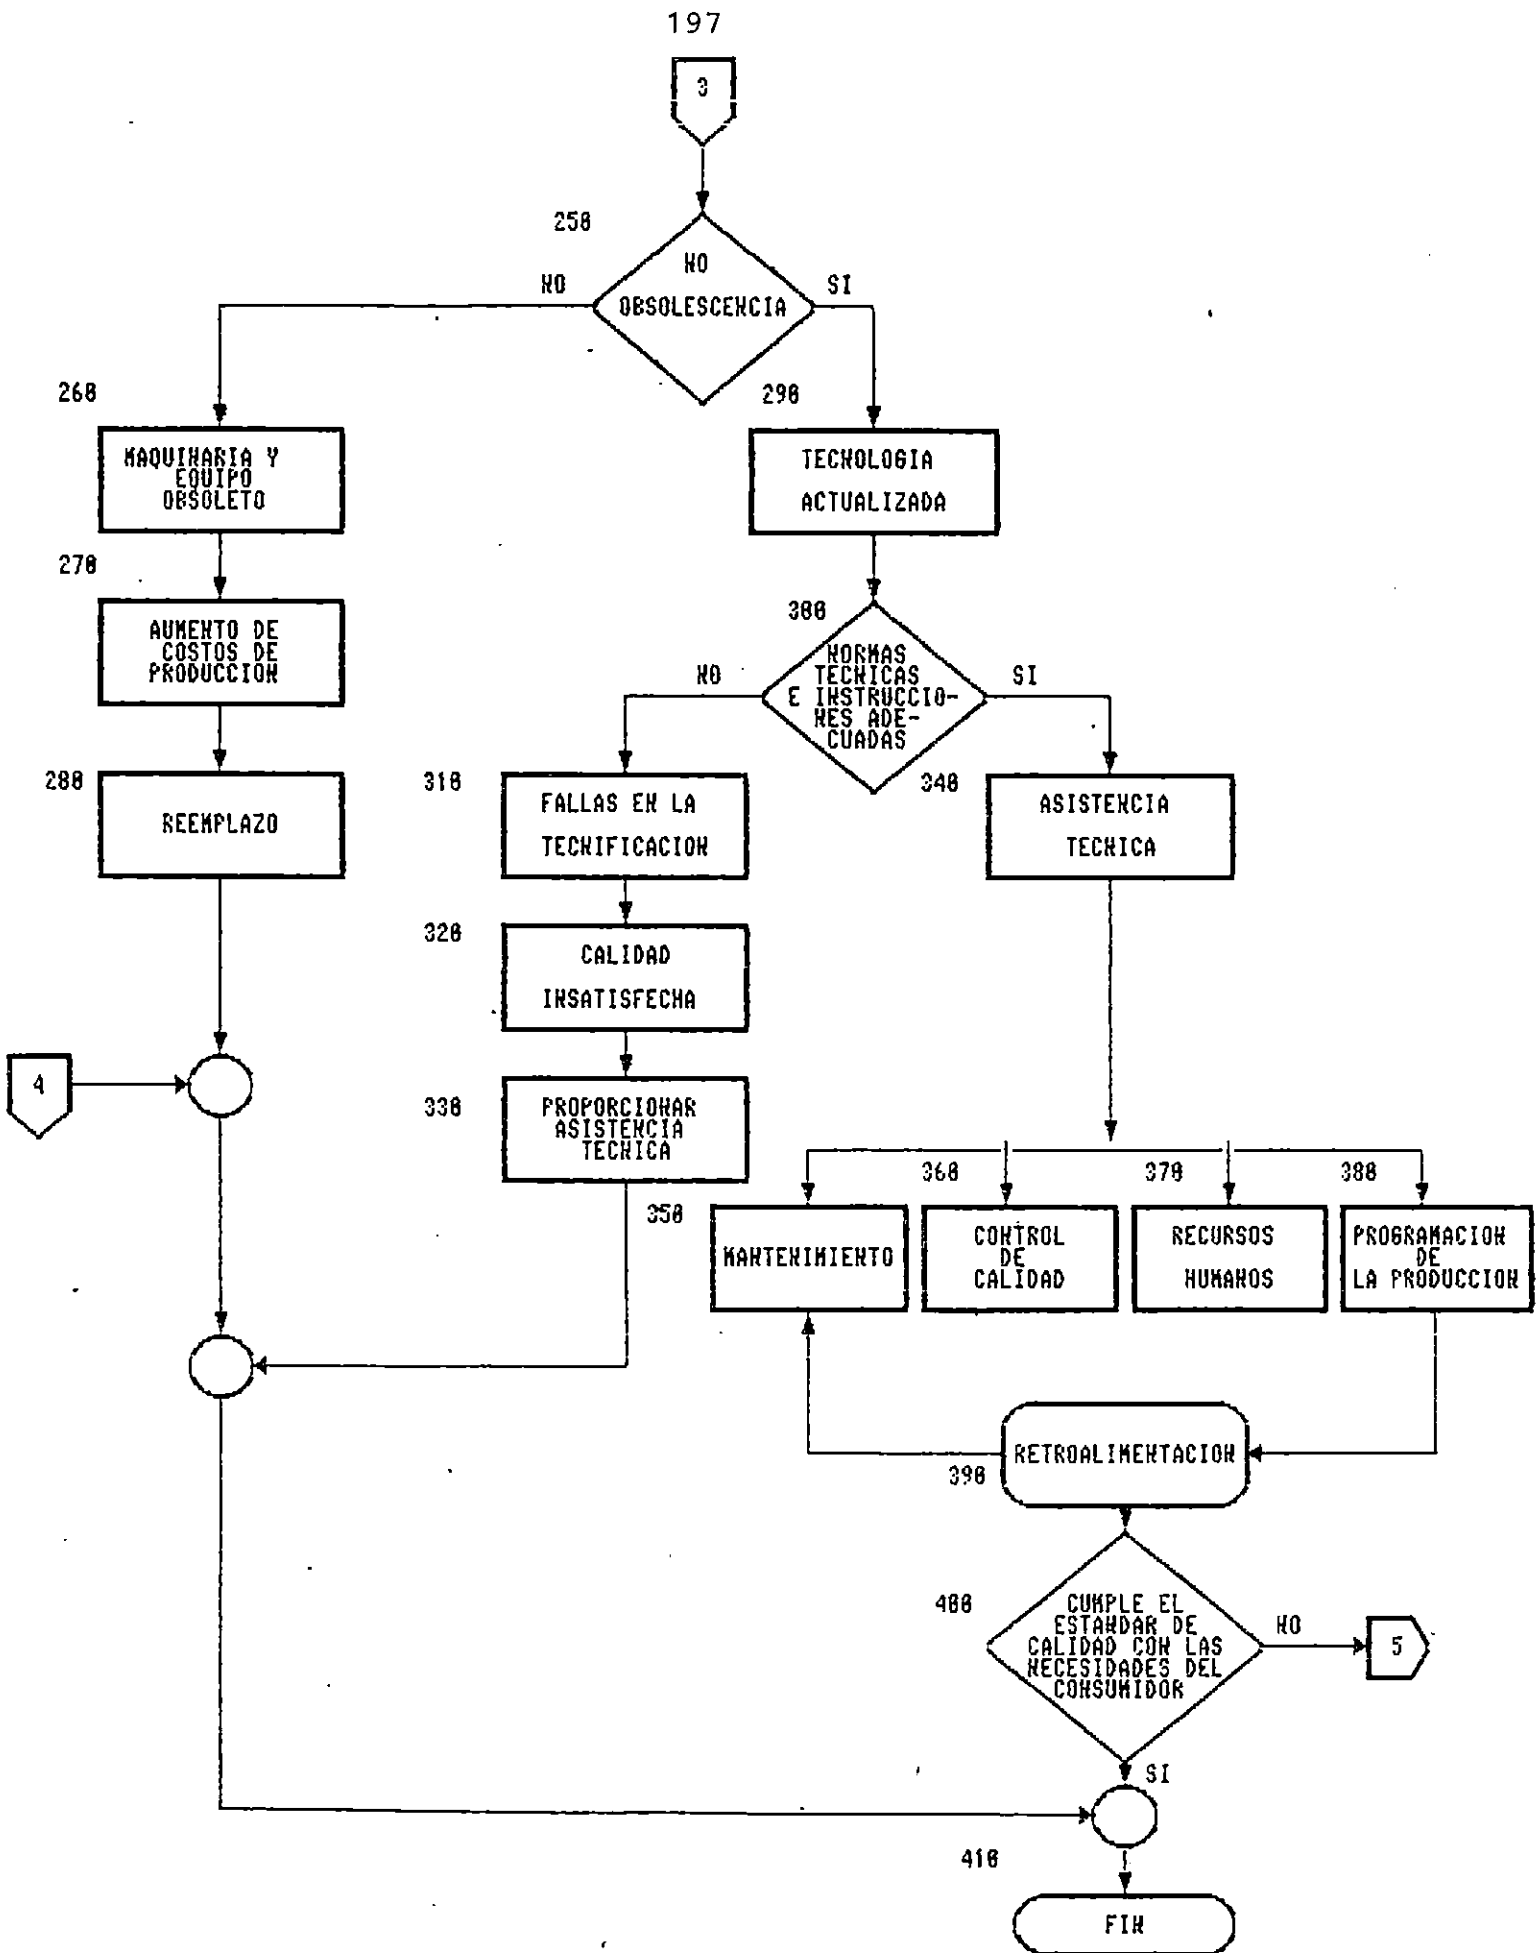 197
3
250
NO
OBSOLESCENCIA
NO
SI
260
MAQUINARIA Y
EQUIPO
OBSOLETO
290
TECNOLOGIA
ACTUALIZADA
270
AUMENTO DE
COSTOS DE
PRODUCCION
300
NORMAS
TECNICAS
E INSTRUCCIO-
NES ADE-
CUADAS
NO
SI
280
REEMPLAZO
310
FALLAS EN LA
TECNIFICACION
340
ASISTENCIA
TECNICA
320
CALIDAD
INSATISFECHA
4
330
PROPORCIONAR
ASISTENCIA
TECNICA
350
MANTENIMIENTO
360
CONTROL
DE
CALIDAD
370
RECURSOS
HUMANOS
380
PROGRAMACION
DE
LA PRODUCCION
RETROALIMENTACION
390
400
CUMPLE EL
ESTANDAR DE
CALIDAD CON LAS
NECESIDADES DEL
CONSUMIDOR
NO
5
SI
410
FIN